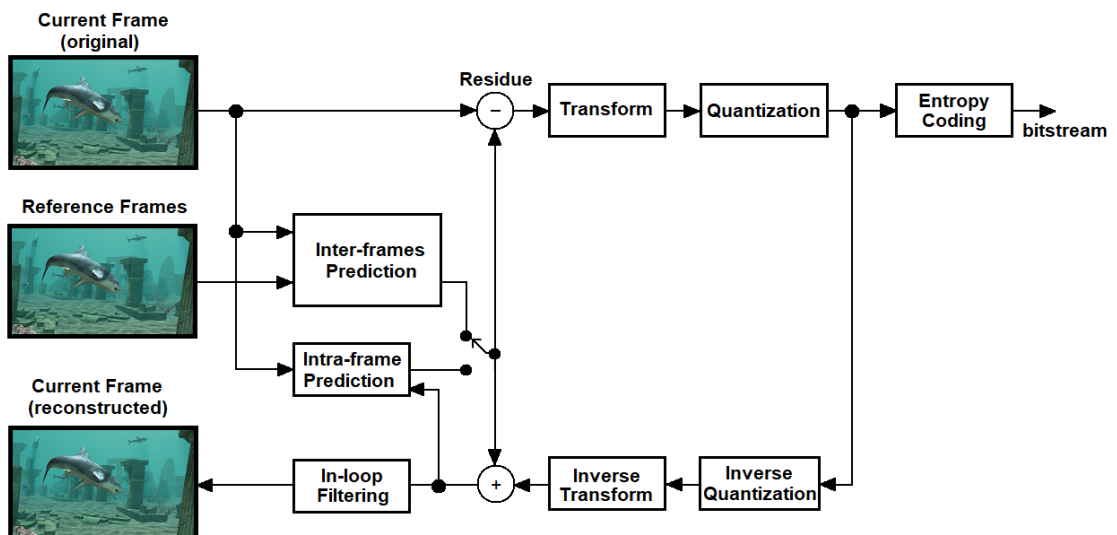 Current Frame
(original)
Residue
−
Transform
Quantization
Entropy
Coding
bitstream
Reference Frames
Inter-frames
Prediction
Intra-frame
Prediction
Current Frame
(reconstructed)
In-loop
Filtering
+
Inverse
Transform
Inverse
Quantization